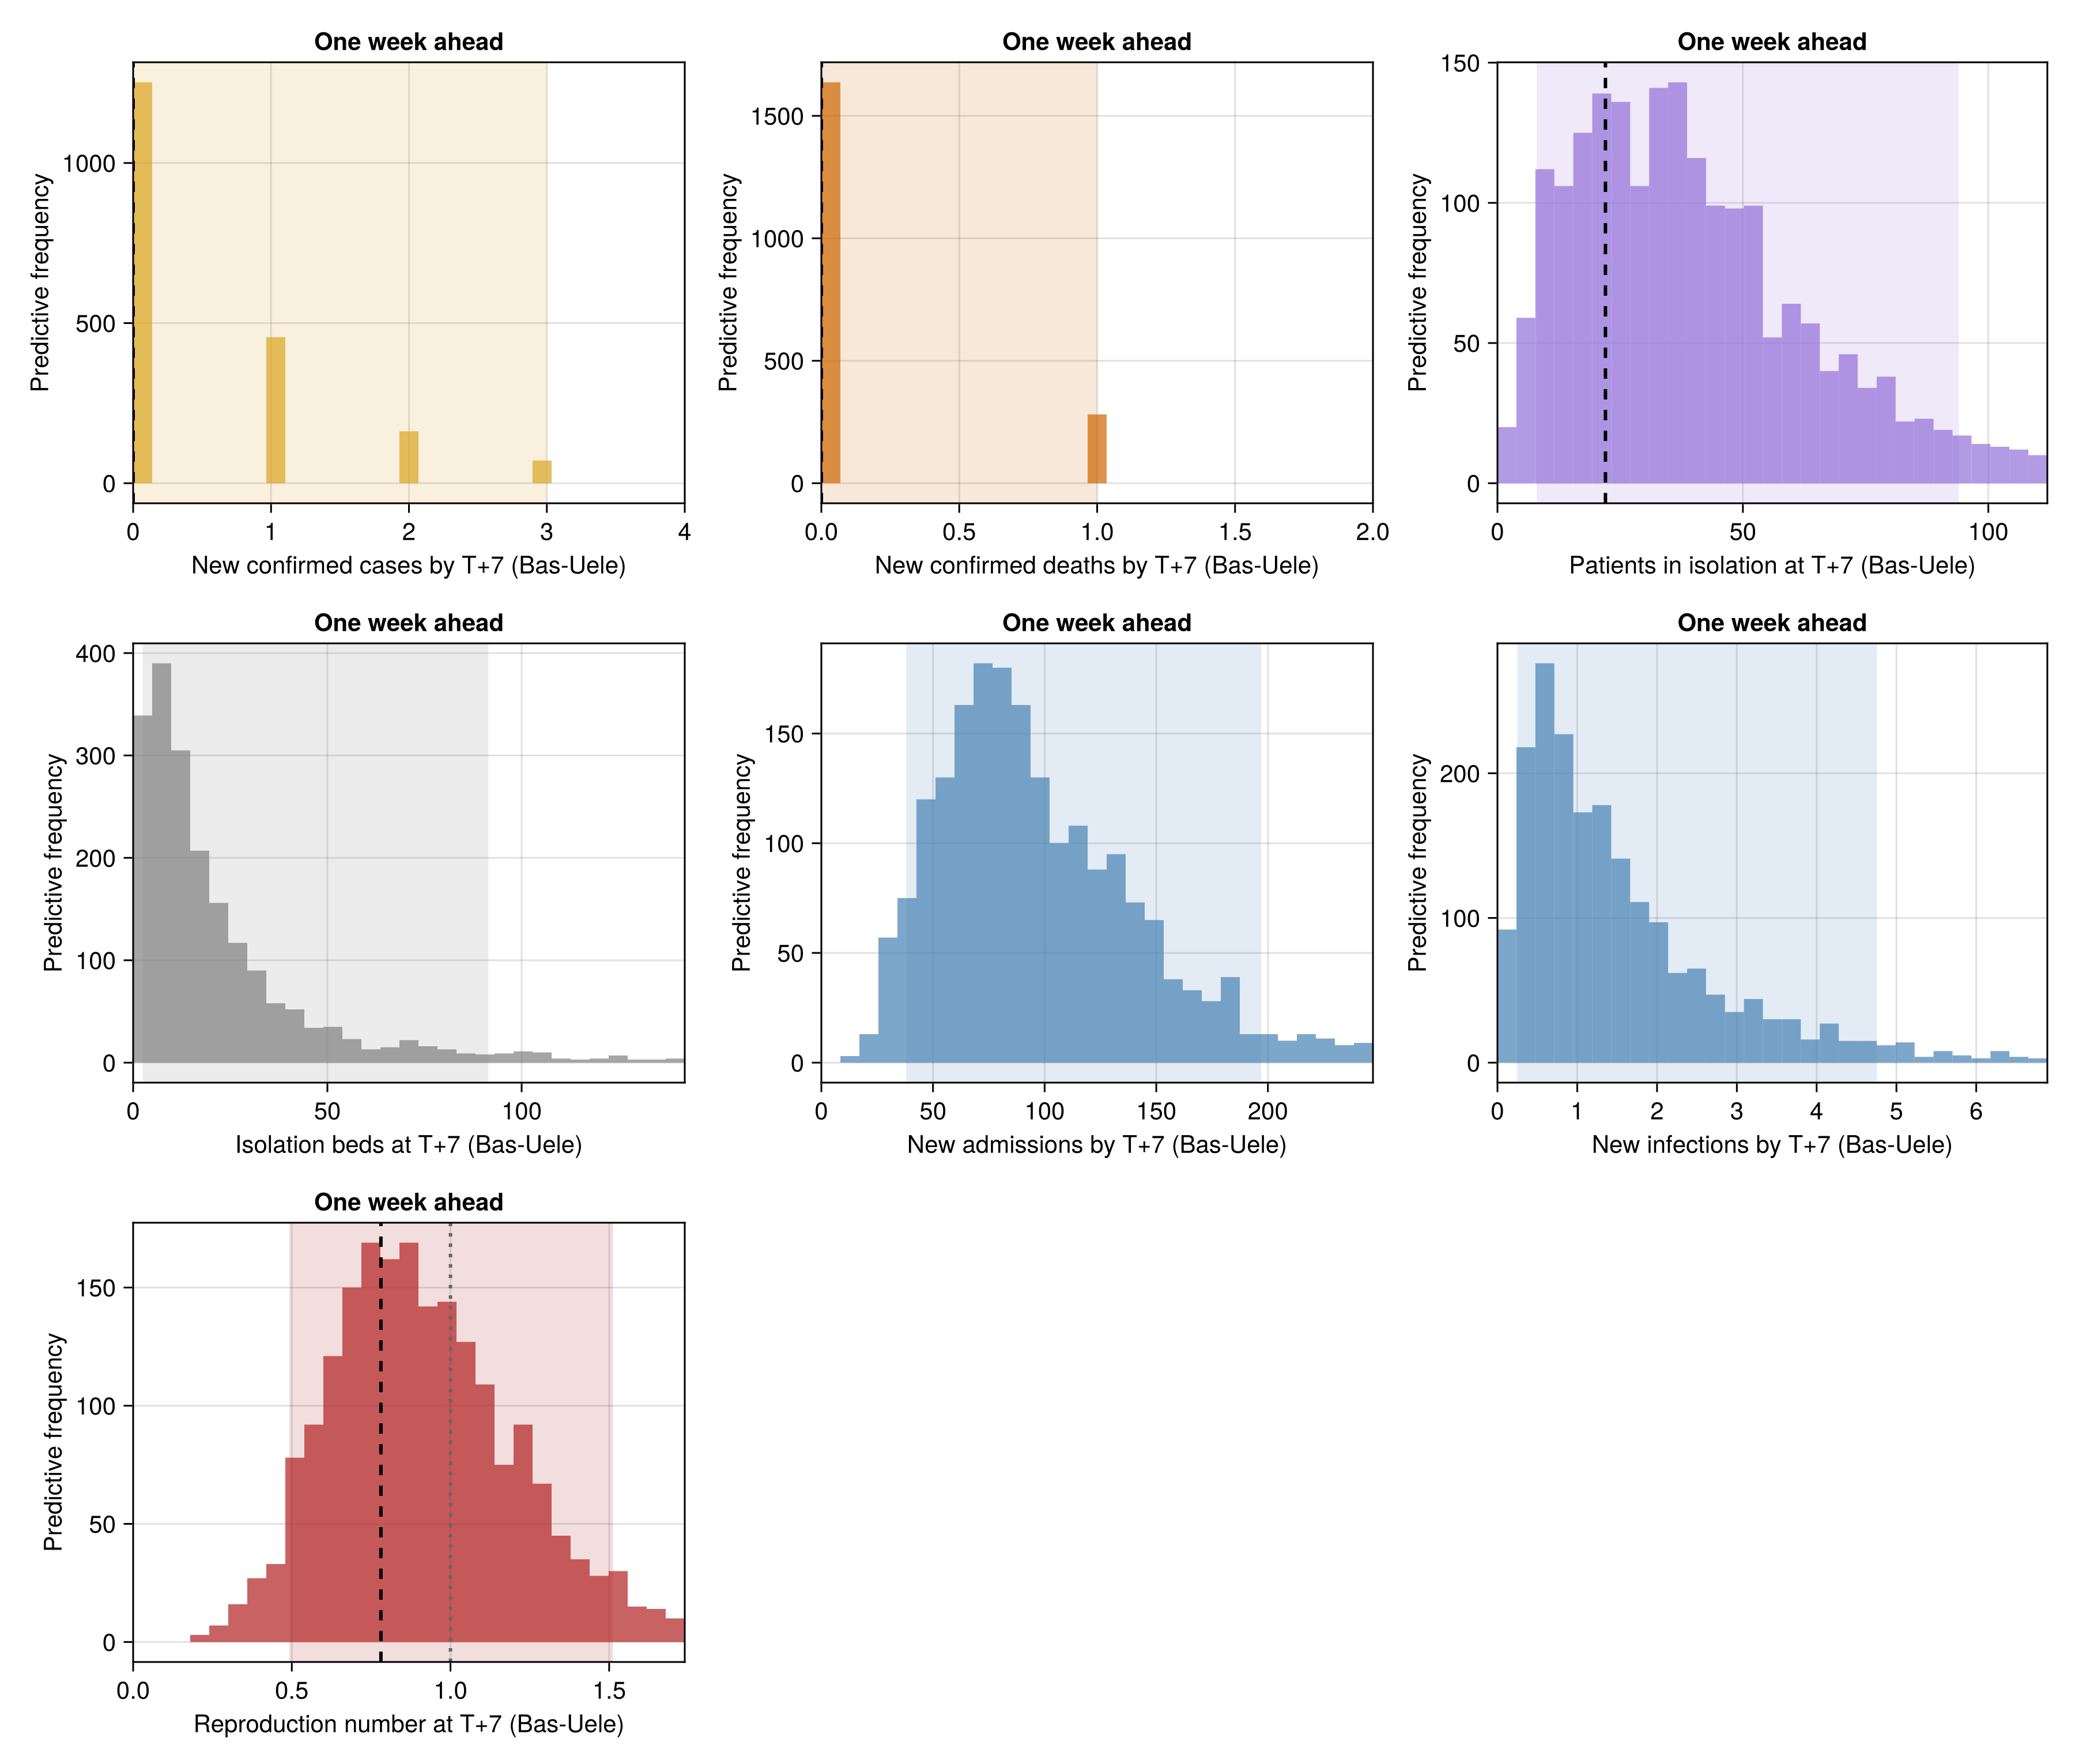 One week ahead
Predictive frequency
1000
500
0
0 1 2 3 4
New confirmed cases by T+7 (Bas-Uele)
One week ahead
Predictive frequency
1500
1000
500
0
0.0 0.5 1.0 1.5 2.0
New confirmed deaths by T+7 (Bas-Uele)
One week ahead
Predictive frequency
150
100
50
0
0 50 100
Patients in isolation at T+7 (Bas-Uele)
One week ahead
Predictive frequency
400
300
200
100
0
0 50 100
Isolation beds at T+7 (Bas-Uele)
One week ahead
Predictive frequency
150
100
50
0
0 50 100 150 200
New admissions by T+7 (Bas-Uele)
One week ahead
Predictive frequency
200
100
0
0 1 2 3 4 5 6
New infections by T+7 (Bas-Uele)
One week ahead
Predictive frequency
150
100
50
0
0.0 0.5 1.0 1.5
Reproduction number at T+7 (Bas-Uele)